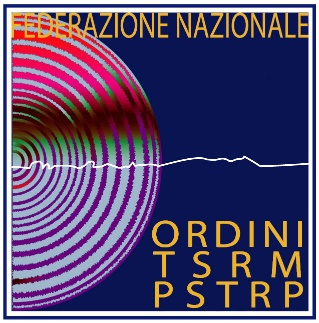 FEDERAZIONE NAZIONALE
ORDINI
TSRM
PSTRP